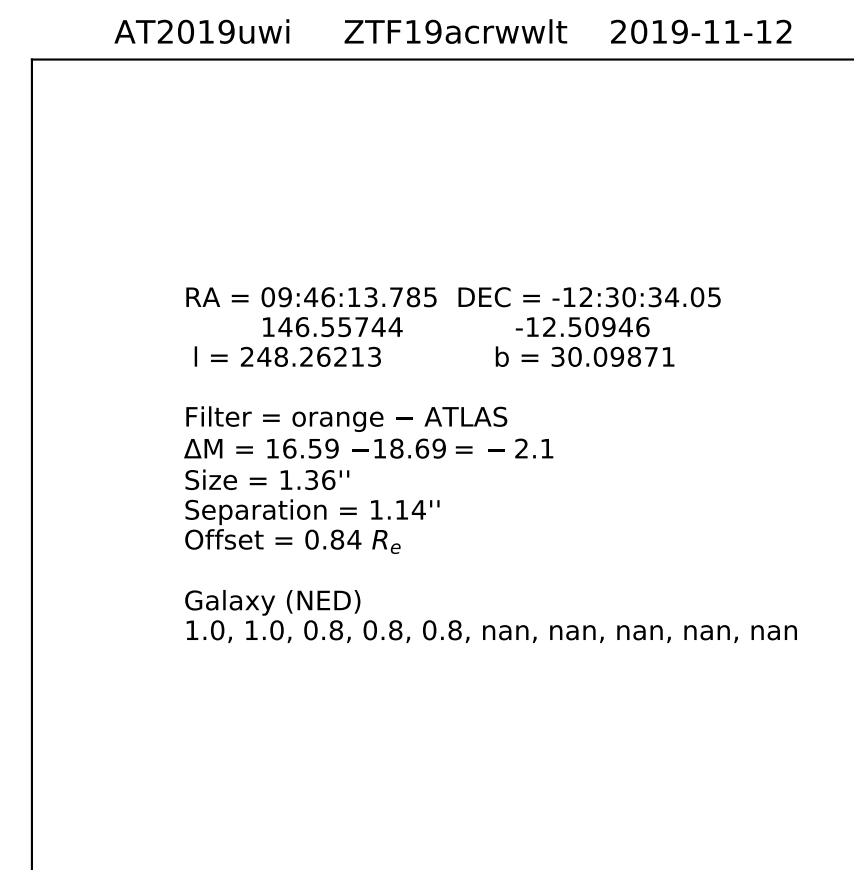 AT2019uwi ZTF19acrwwlt 2019-11-12
RA = 09:46:13.785 DEC = -12:30:34.05
146.55744 -12.50946
l = 248.26213 b = 30.09871
Filter = orange − ATLAS
ΔM = 16.59 −18.69 = − 2.1
Size = 1.36''
Separation = 1.14''
Offset = 0.84 Re
Galaxy (NED)
1.0, 1.0, 0.8, 0.8, 0.8, nan, nan, nan, nan, nan